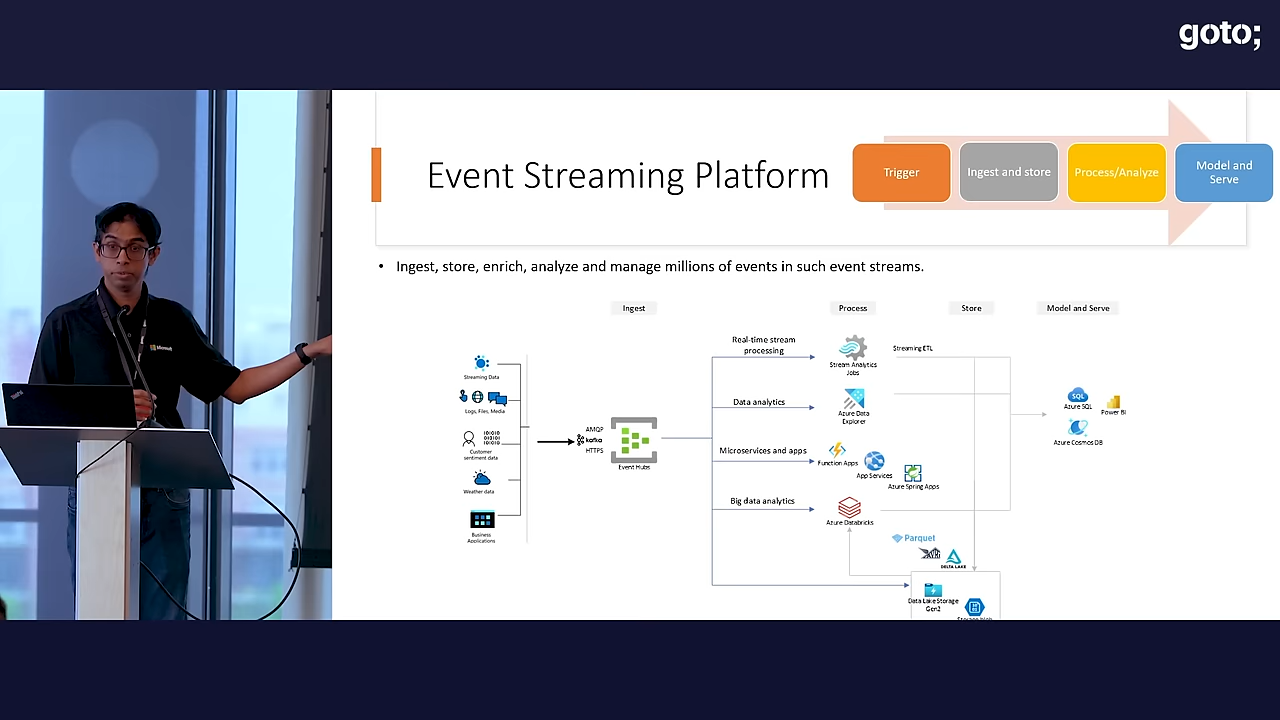 goto;
Event Streaming Platform
Trigger
Ingest and store
Process/Analyze
Model and
Serve
• Ingest, store, enrich, analyze and manage millions of events in such event streams.
Ingest
Process
Store
Model and Serve
Streaming Data
Logs, Files, Media
Customer
sentiment data
Weather data
Business
Applications
AMQP
kafka
HTTPS
Event Hubs
Real-time stream
processing
Data analytics
Microservices and apps
Big data analytics
Stream Analytics
Jobs
Streaming ETL
Azure Data
Explorer
Function Apps
App Services
Azure Spring Apps
Azure Databricks
Parquet
DELTA LAKE
Data Lake Storage
Gen2
SQL
Azure SQL
Power BI
Azure Cosmos DB
Microsoft